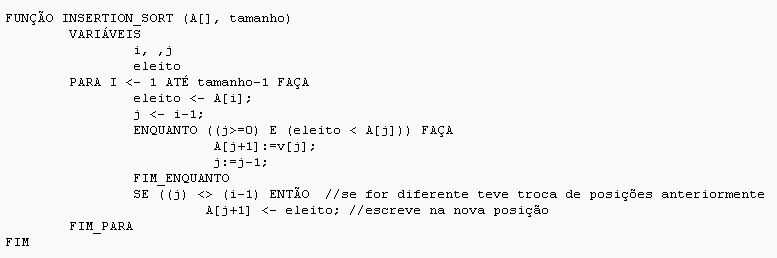 FUNÇÃO INSERTION_SORT (A[], tamanho)
VARIÁVEIS
i, ,j
eleito
PARA I <- 1 ATÉ tamanho-1 FAÇA
eleito <- A[i];
j <- i-1;
ENQUANTO ((j>=0) E (eleito < A[j])) FAÇA
A[j+1]:=v[j];
j:=j-1;
FIM_ENQUANTO
SE ((j) <> (i-1) ENTÃO //se for diferente teve troca de posições anteriormente
A[j+1] <- eleito; //escreve na nova posição
FIM_PARA
FIM